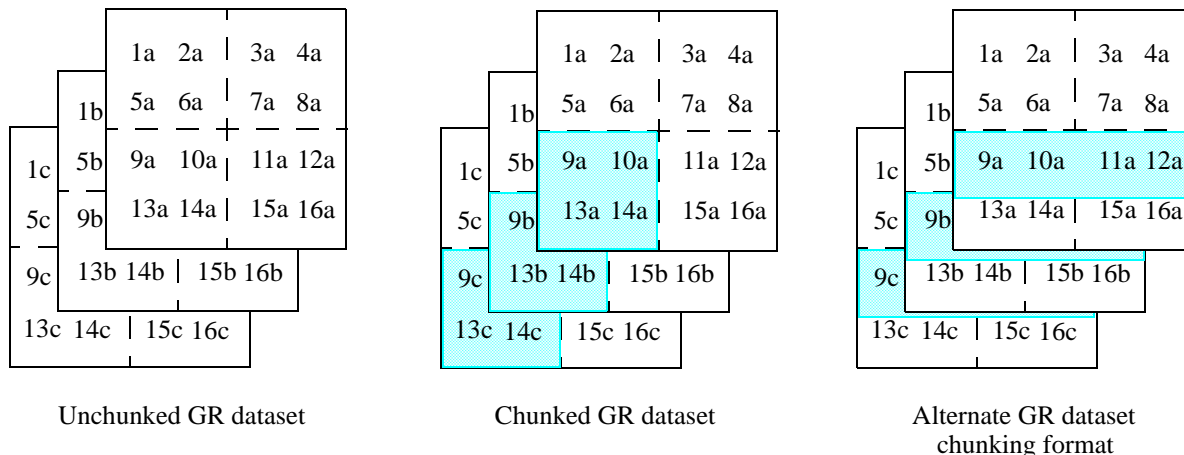 1a 2a 3a 4a
5a 6a 7a 8a
9a 10a 11a 12a
13a 14a 15a 16a
1b
5b
9b
13b 14b 15b 16b
1c
5c
9c
13c 14c 15c 16c
Unchunked GR dataset
1a 2a 3a 4a
5a 6a 7a 8a
9a 10a 11a 12a
13a 14a 15a 16a
1b
5b
9b
13b 14b 15b 16b
1c
5c
9c
13c 14c 15c 16c
Chunked GR dataset
1a 2a 3a 4a
5a 6a 7a 8a
9a 10a 11a 12a
13a 14a 15a 16a
1b
5b
9b
13b 14b 15b 16b
1c
5c
9c
13c 14c 15c 16c
Alternate GR dataset
chunking format